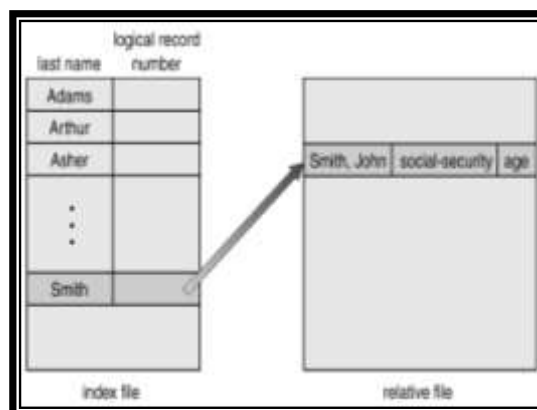 logical record
last name number
Adams
Arthur
Asher
Smith
Smith, John social-security age
index file relative file